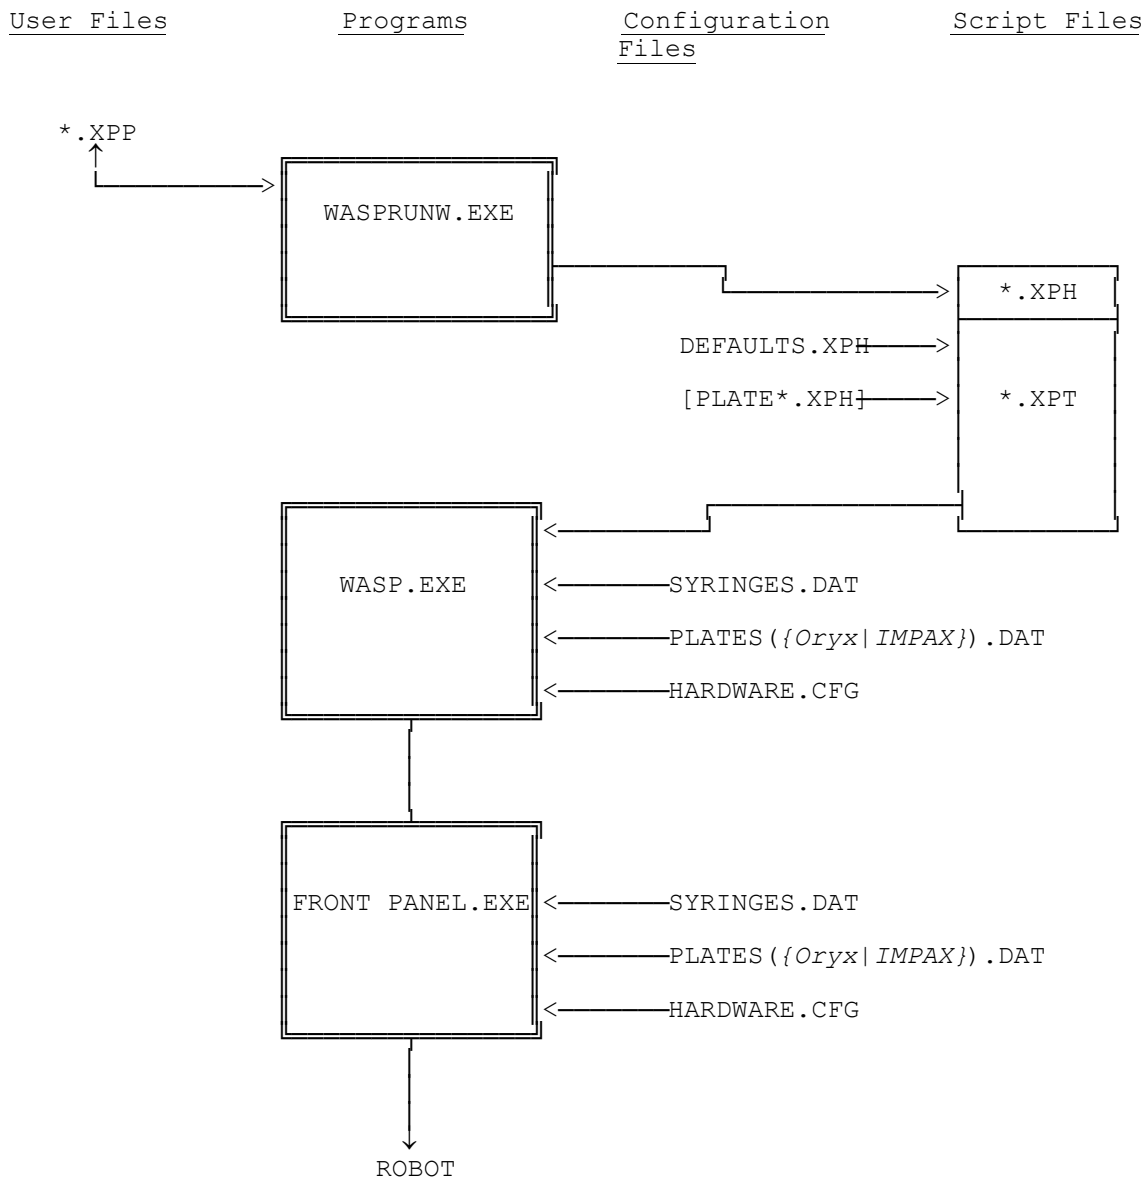 User Files Programs Configuration Script Files
Files
*.XPP
WASPRUNW.EXE
*.XPH
DEFAULTS.XPH
[PLATE*.XPH] *.XPT
WASP.EXE SYRINGES.DAT
PLATES({Oryx|IMPAX}).DAT
HARDWARE.CFG
FRONT PANEL.EXE SYRINGES.DAT
PLATES({Oryx|IMPAX}).DAT
HARDWARE.CFG
ROBOT